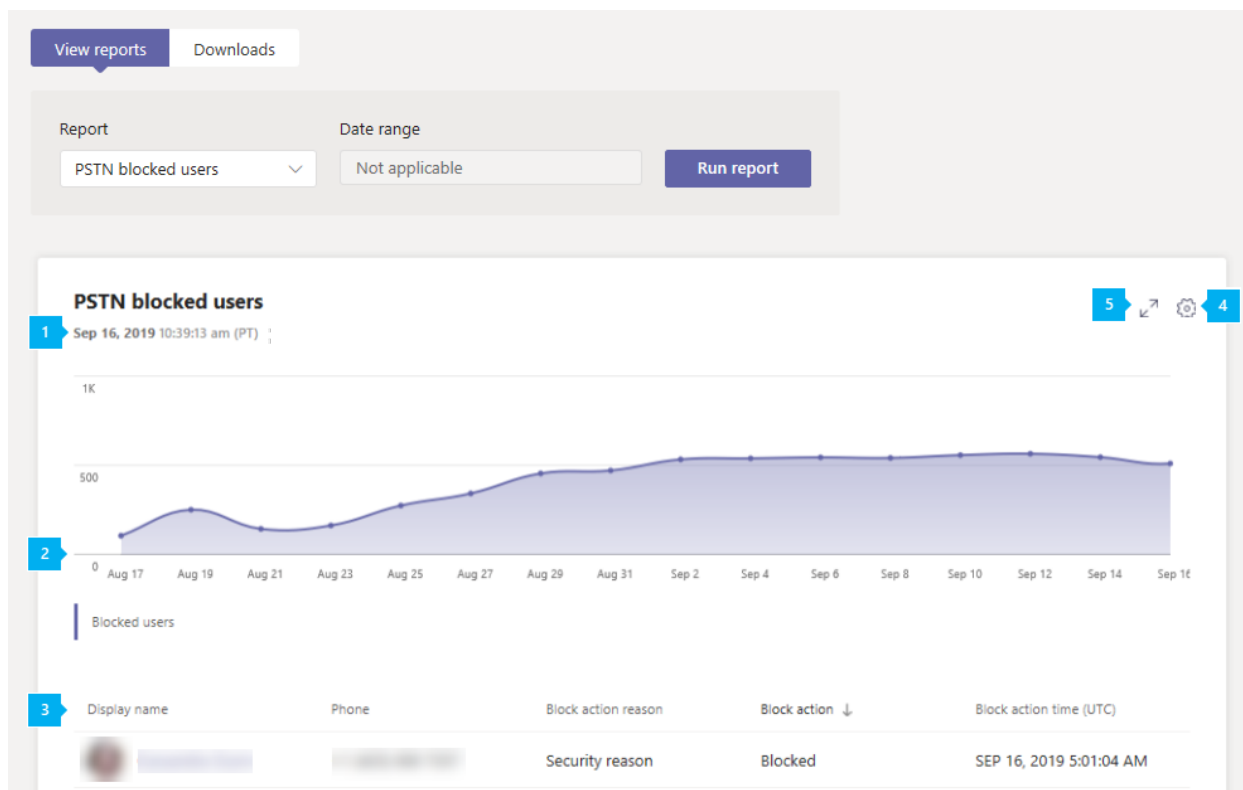 View reports Downloads
Report Date range
PSTN blocked users Not applicable Run report
PSTN blocked users
5 4
1 Sep 16, 2019 10:39:13 am (PT)
1K
500
2
0 Aug 17 Aug 19 Aug 21 Aug 23 Aug 25 Aug 27 Aug 29 Aug 31 Sep 2 Sep 4 Sep 6 Sep 8 Sep 10 Sep 12 Sep 14 Sep 16
Blocked users
3 Display name Phone Block action reason Block action ↓ Block action time (UTC)
Security reason Blocked SEP 16, 2019 5:01:04 AM